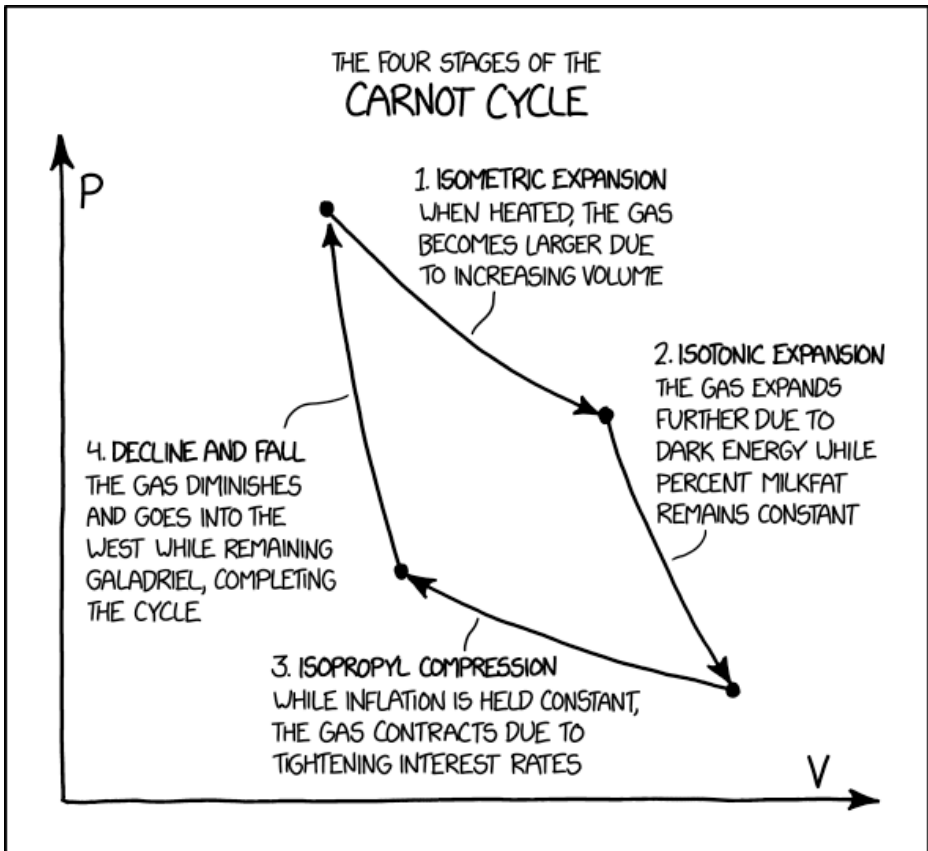 THE FOUR STAGES OF THE
CARNOT CYCLE
P
1. ISOMETRIC EXPANSION
WHEN HEATED, THE GAS
BECOMES LARGER DUE
TO INCREASING VOLUME
2. ISOTONIC EXPANSION
THE GAS EXPANDS
FURTHER DUE TO
DARK ENERGY WHILE
PERCENT MILKFAT
REMAINS CONSTANT
4. DECLINE AND FALL
THE GAS DIMINISHES
AND GOES INTO THE
WEST WHILE REMAINING
GALADRIEL, COMPLETING
THE CYCLE
3. ISOPROPYL COMPRESSION
WHILE INFLATION IS HELD CONSTANT,
THE GAS CONTRACTS DUE TO
TIGHTENING INTEREST RATES
V